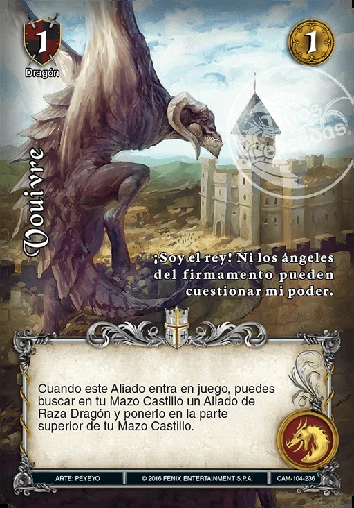 1
Dragón
1
Vouivre
¡Soy el rey! Ni los ángeles
del firmamento pueden
cuestionar mi poder.
Cuando este Aliado entra en juego, puedes
buscar en tu Mazo Castillo un Aliado de
Raza Dragón y ponerlo en la parte
superior de tu Mazo Castillo.
ARTE: PEYEYO
© 2016 FENIX ENTERTAINMENT S.P.A.
CAM-104-236